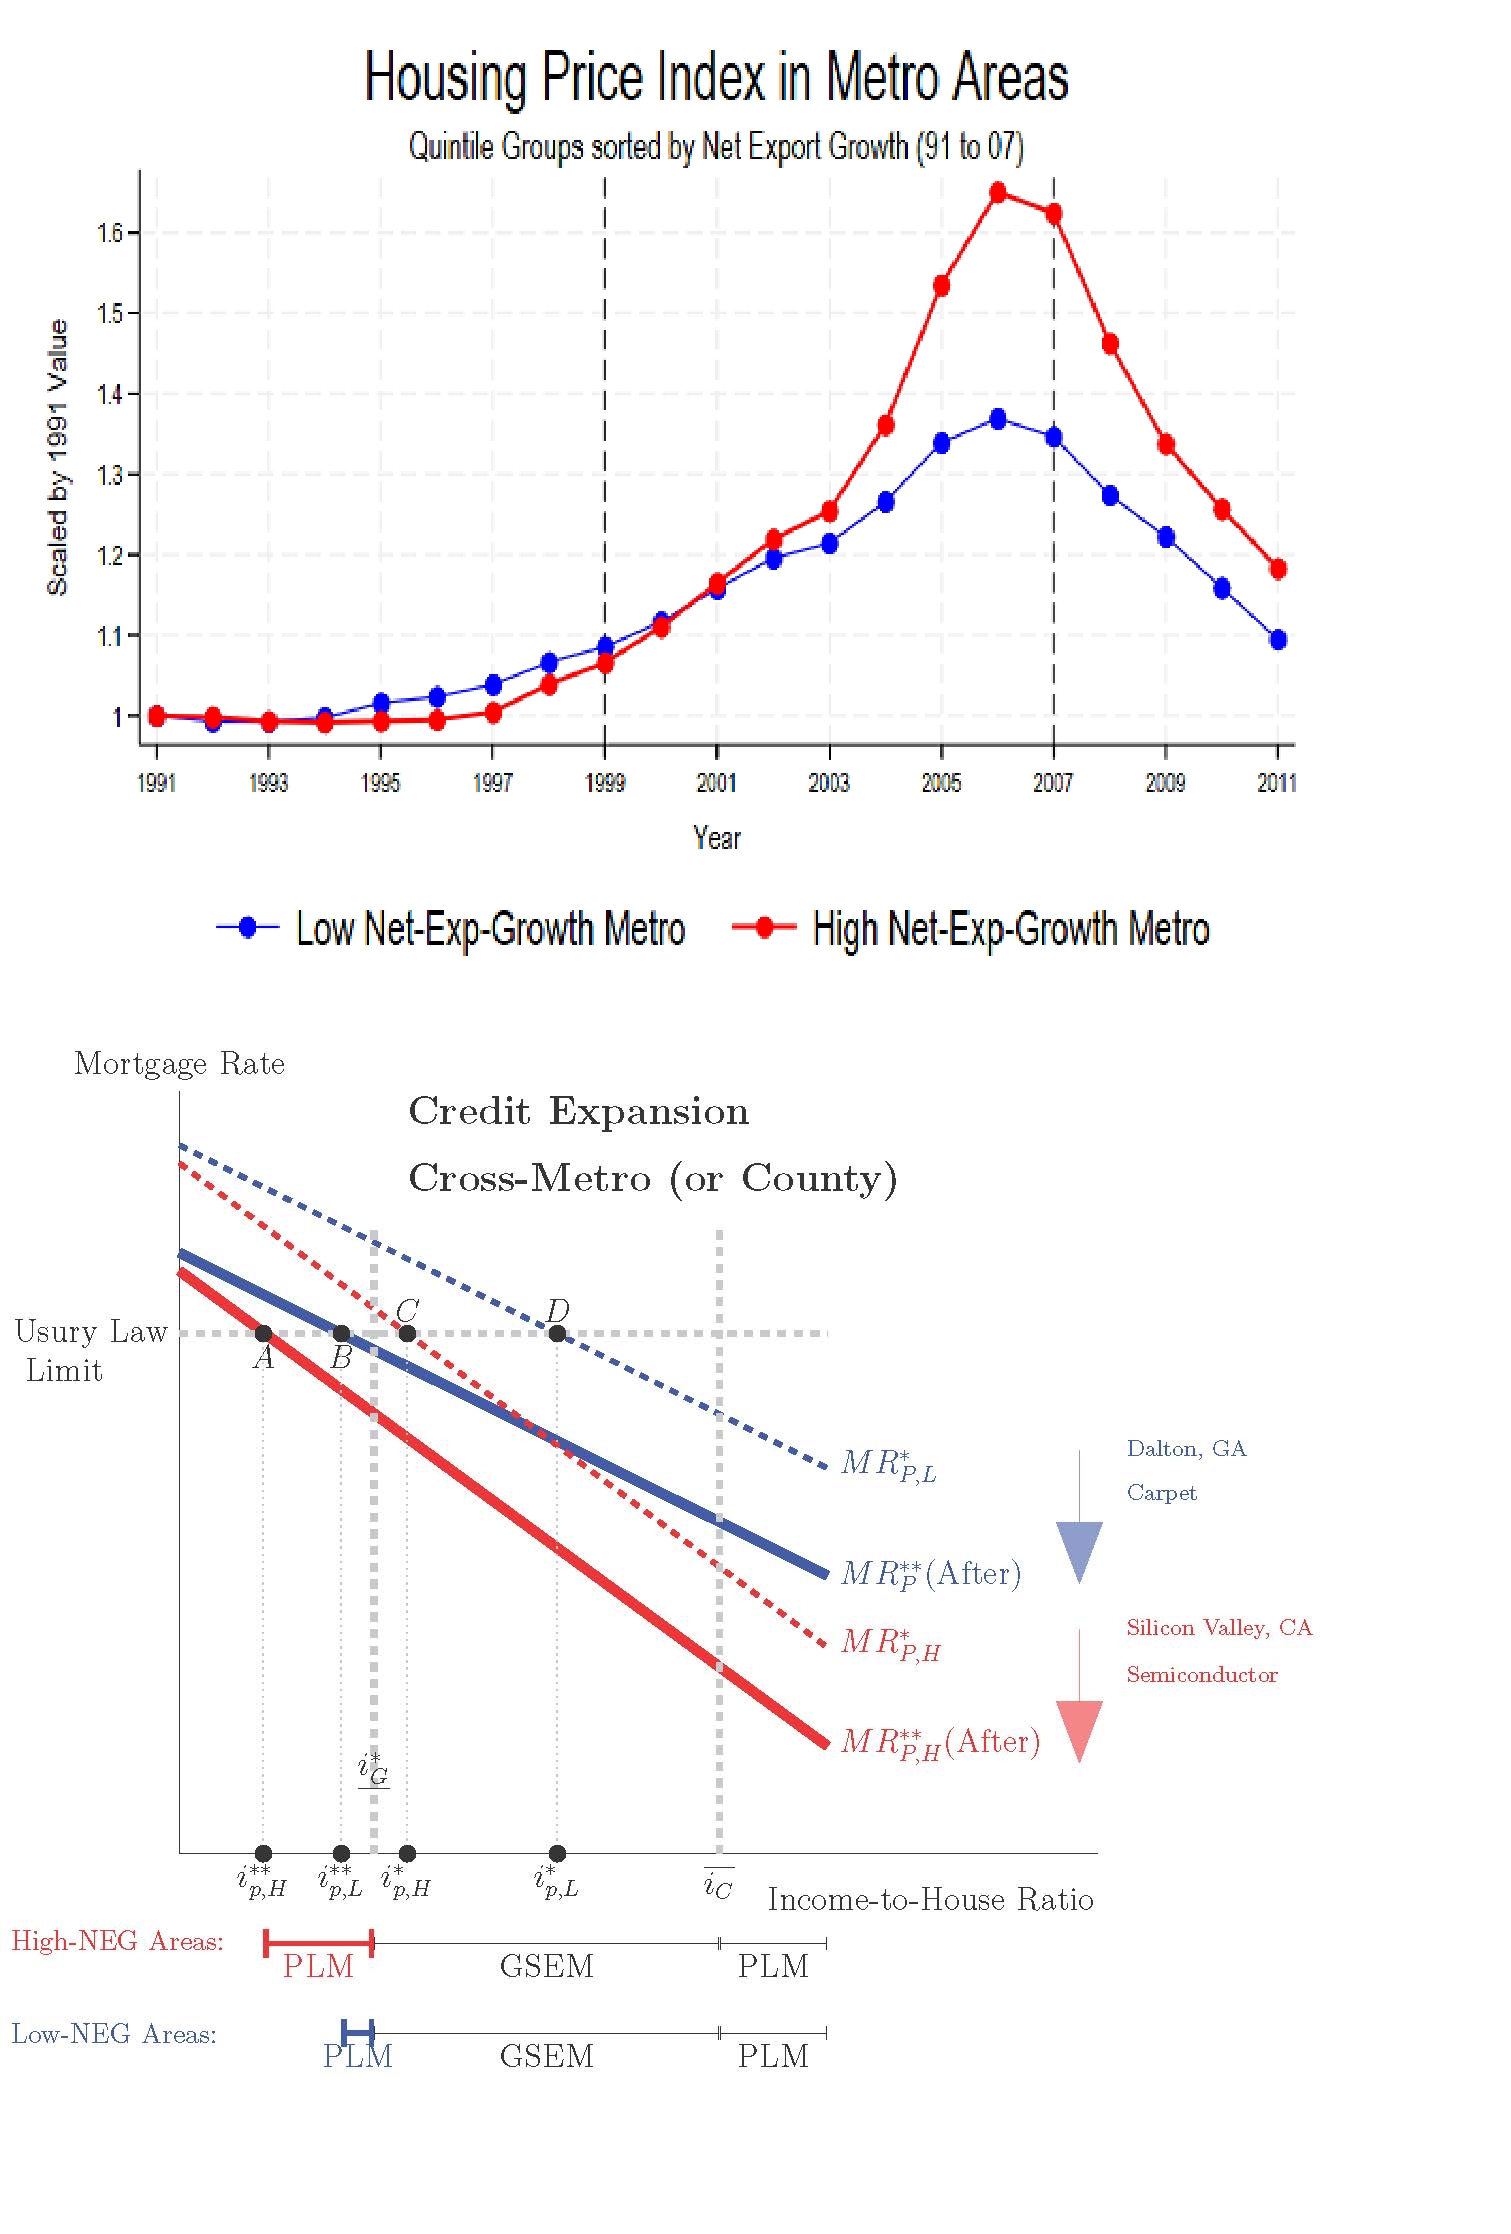 Housing Price Index in Metro Areas
Quintile Groups sorted by Net Export Growth (91 to 07)
Scaled by 1991 Value
1.6
1.5
1.4
1.3
1.2
1.1
1
1991 1993 1995 1997 1999 2001 2003 2005 2007 2009 2011
Year
Low Net-Exp-Growth Metro High Net-Exp-Growth Metro
Mortgage Rate
Credit Expansion
Cross-Metro (or County)
Usury Law
Limit
C D
A B
MR*P,L
Dalton, GA
Carpet
MR**P(After)
MR*P,H
Silicon Valley, CA
Semiconductor
MR**P,H(After)
i*G
i**p,H i**p,L i*p,H i*p,L iC
Income-to-House Ratio
High-NEG Areas:
PLM GSEM PLM
Low-NEG Areas:
PLM GSEM PLM